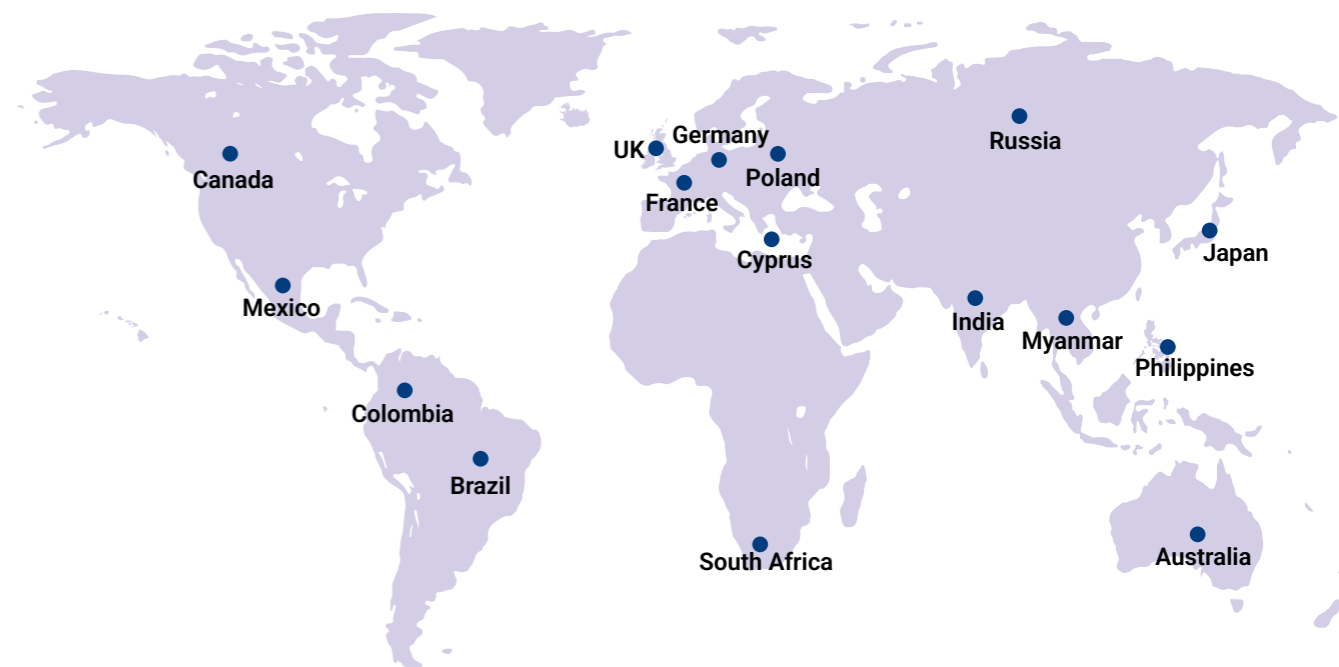 Germany
Russia
UK
Poland
Canada
France
Japan
Cyprus
Mexico
India
Myanmar
Philippines
Colombia
Brazil
Australia
South Africa